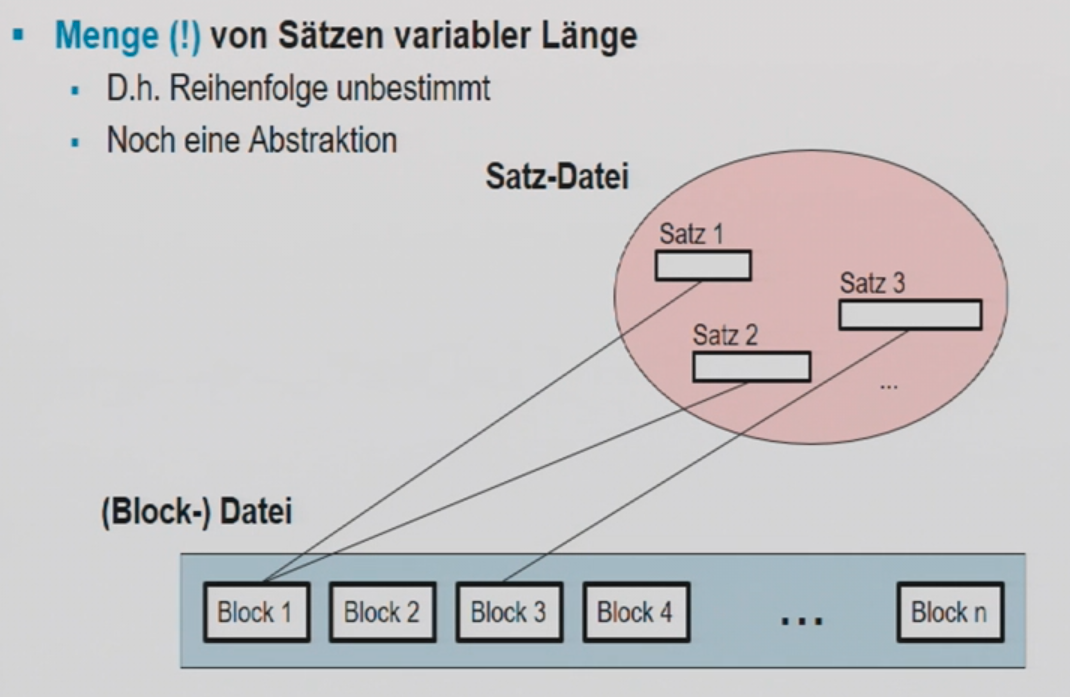 Menge (!) von Sätzen variabler Länge
D.h. Reihenfolge unbestimmt
Noch eine Abstraktion
Satz-Datei
Satz 1
Satz 3
Satz 2
...
(Block-) Datei
Block 1 Block 2 Block 3 Block 4 ... Block n